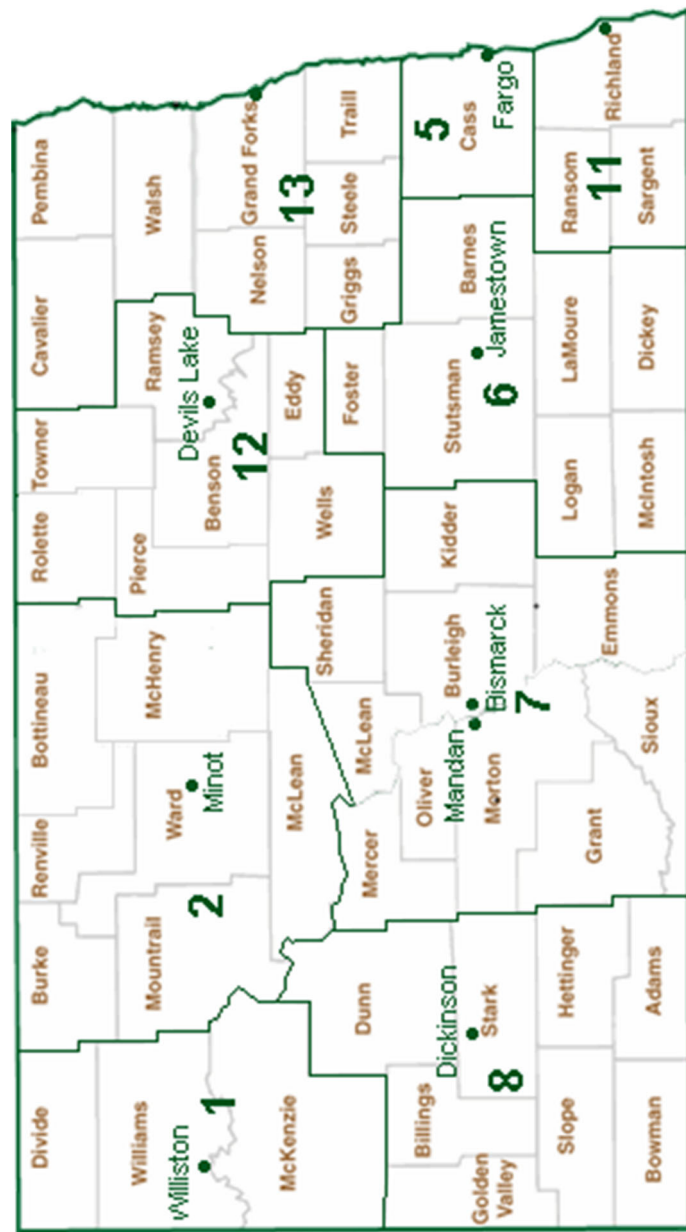 Divide
Burke
Renville
Bottineau
Rolette
Towner
Cavalier
Pembina
Williams
Mountrail
Ward
McHenry
Pierce
Benson
Ramsey
Walsh
Williston
1
2
Minot
12
Devils Lake
Nelson
Grand Forks
13
McKenzie
McLean
Sheridan
Wells
Eddy
Foster
Griggs
Steele
Traill
Dunn
Mercer
McLean
Oliver
Burleigh
Kidder
Stutsman
Barnes
Cass
5
Billings
Golden
Valley
Dickinson
Stark
8
Mandan
Morton
Bismarck
7
6
Jamestown
Fargo
Slope
Hettinger
Grant
Emmons
Logan
LaMoure
Ransom
11
Richland
Bowman
Adams
Sioux
McIntosh
Dickey
Sargent